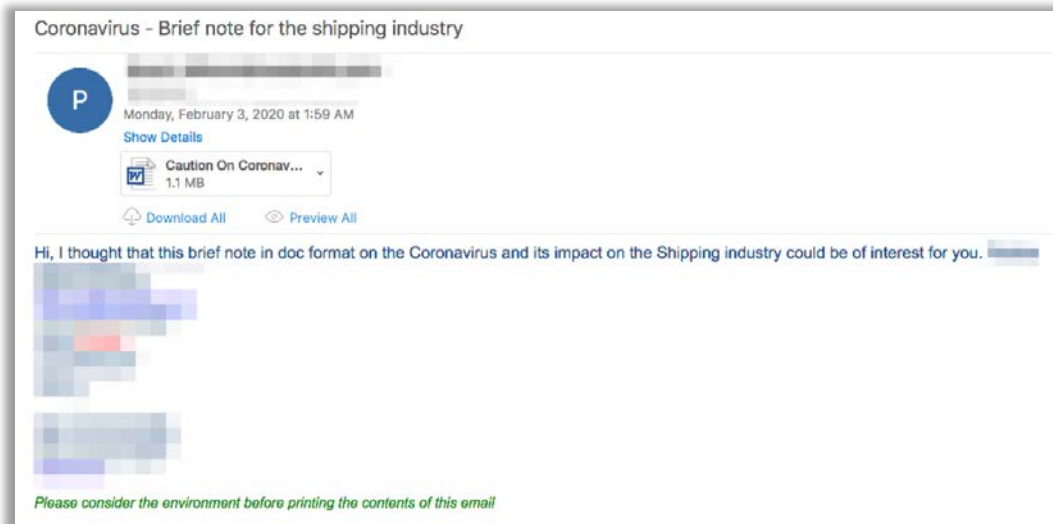 Coronavirus - Brief note for the shipping industry
P
Monday, February 3, 2020 at 1:59 AM
Show Details
Caution On Coronav...
1.1 MB
Download All Preview All
Hi, I thought that this brief note in doc format on the Coronavirus and its impact on the Shipping industry could be of interest for you.
Please consider the environment before printing the contents of this email